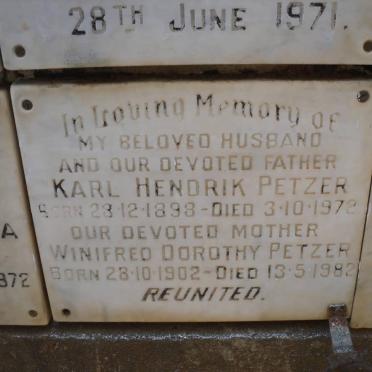 28TH JUNE 1971.
In Loving Memory of
MY BELOVED HUSBAND
AND OUR DEVOTED FATHER
KARL HENDRIK PETZER
BORN 28·12·1898 - DIED 3·10·1972
OUR DEVOTED MOTHER
WINIFRED DOROTHY PETZER
BORN 28·10·1902 - DIED 13·5·1982
REUNITED.
A
972